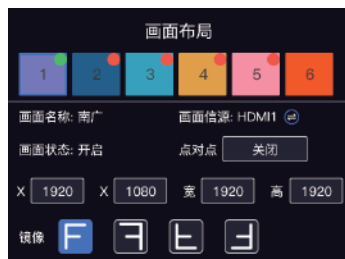 画面布局
1 2 3 4 5 6
画面名称: 南广 画面信源: HDMI1
画面状态: 开启 点对点 关闭
X 1920 X 1080 宽 1920 高 1920
镜像 F F F F